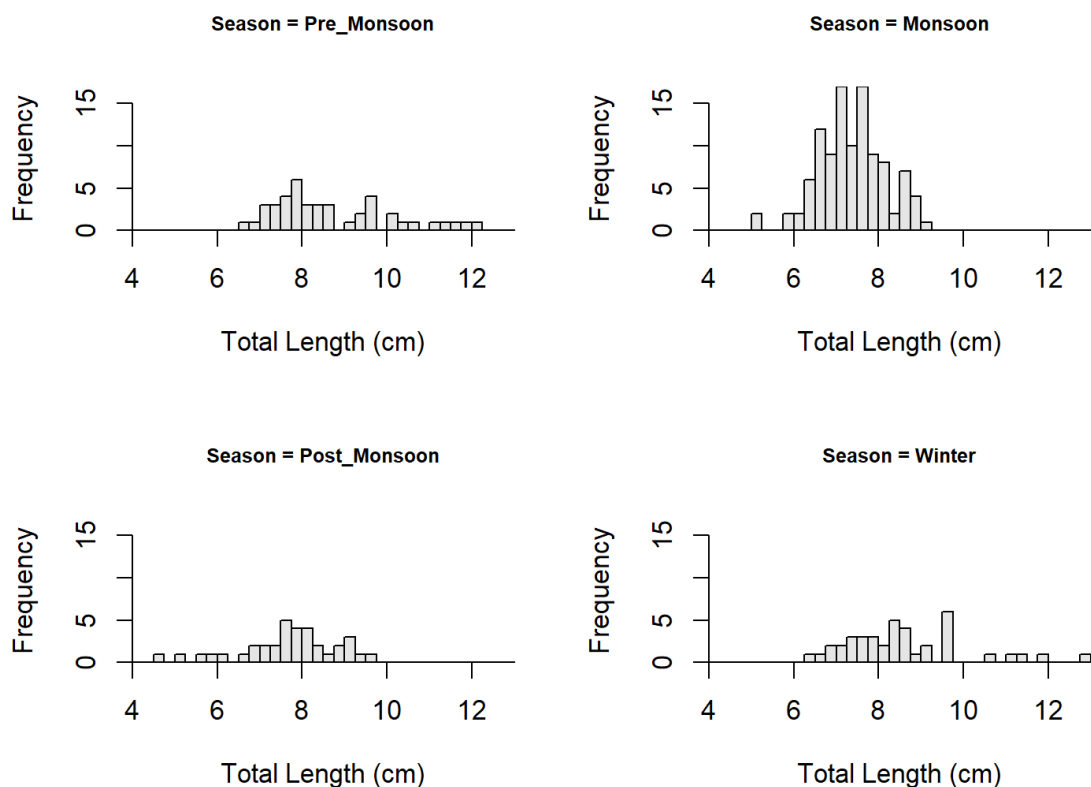 Season = Pre_Monsoon
Frequency
15
5
0
4 6 8 10 12
Total Length (cm)
Season = Monsoon
Frequency
15
5
0
4 6 8 10 12
Total Length (cm)
Season = Post_Monsoon
Frequency
15
5
0
4 6 8 10 12
Total Length (cm)
Season = Winter
Frequency
15
5
0
4 6 8 10 12
Total Length (cm)